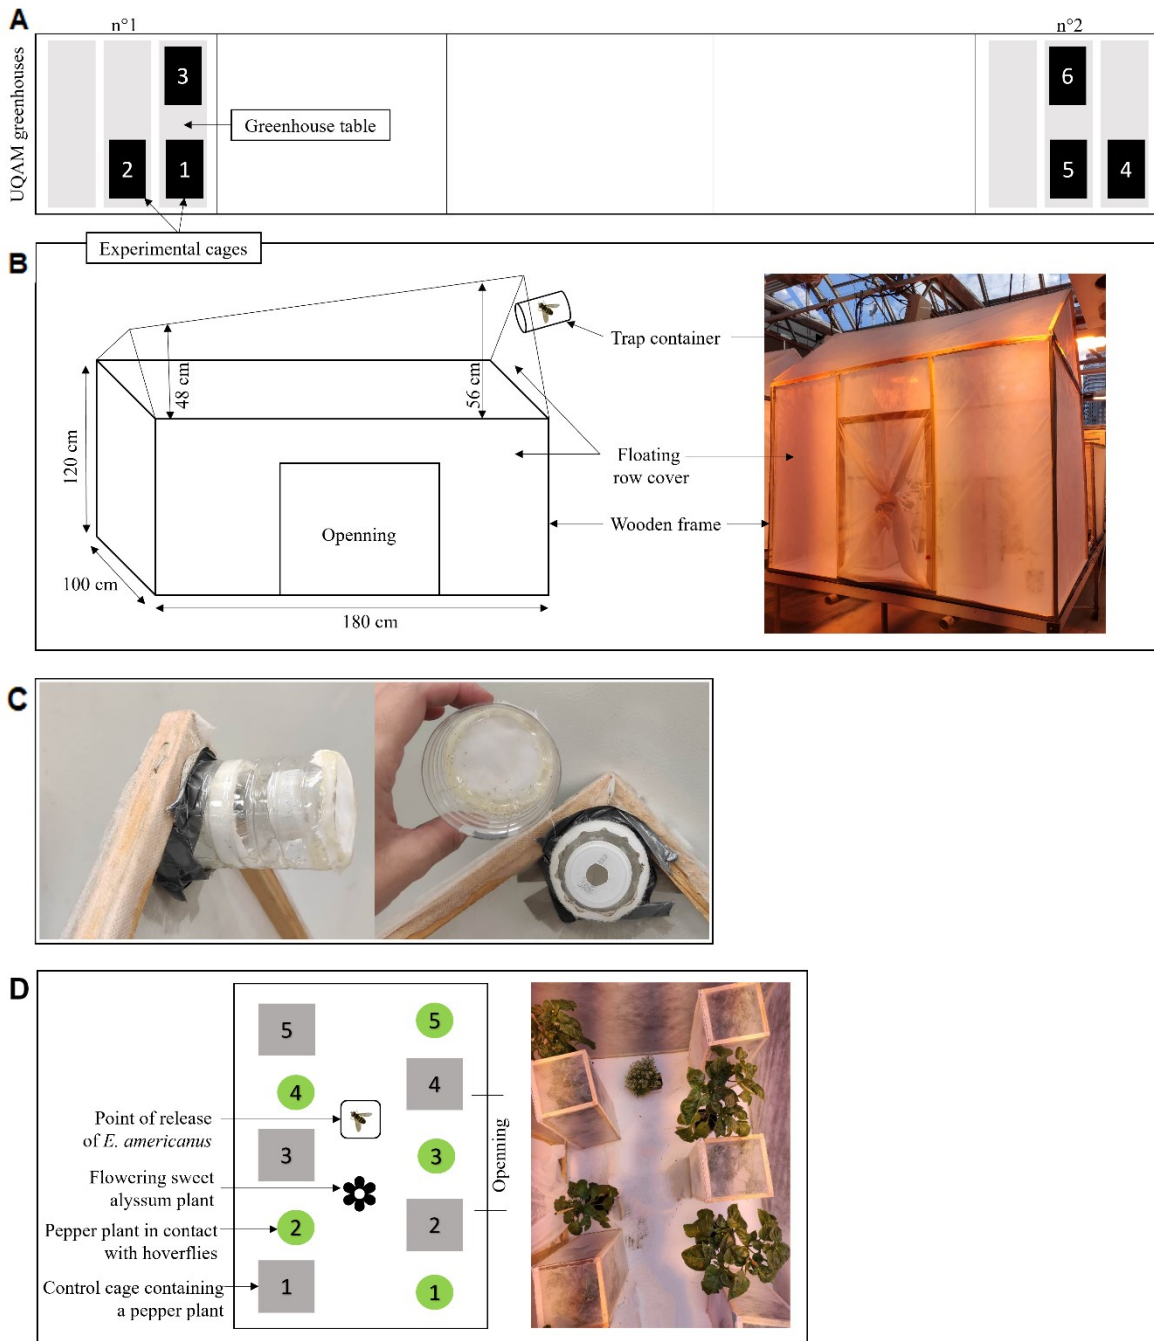 A
n°1
n°2
UQAM greenhouses
3
6
Greenhouse table
2
1
5
4
Experimental cages
B
Trap container
48 cm
56 cm
120 cm
Floating
row cover
Openning
Wooden frame
100 cm
180 cm
C
D
5
5
4
4
Point of release
of E. americanus
3
3
Openning
Flowering sweet
alyssum plant
2
2
Pepper plant in contact
with hoverflies
1
1
Control cage containing
a pepper plant